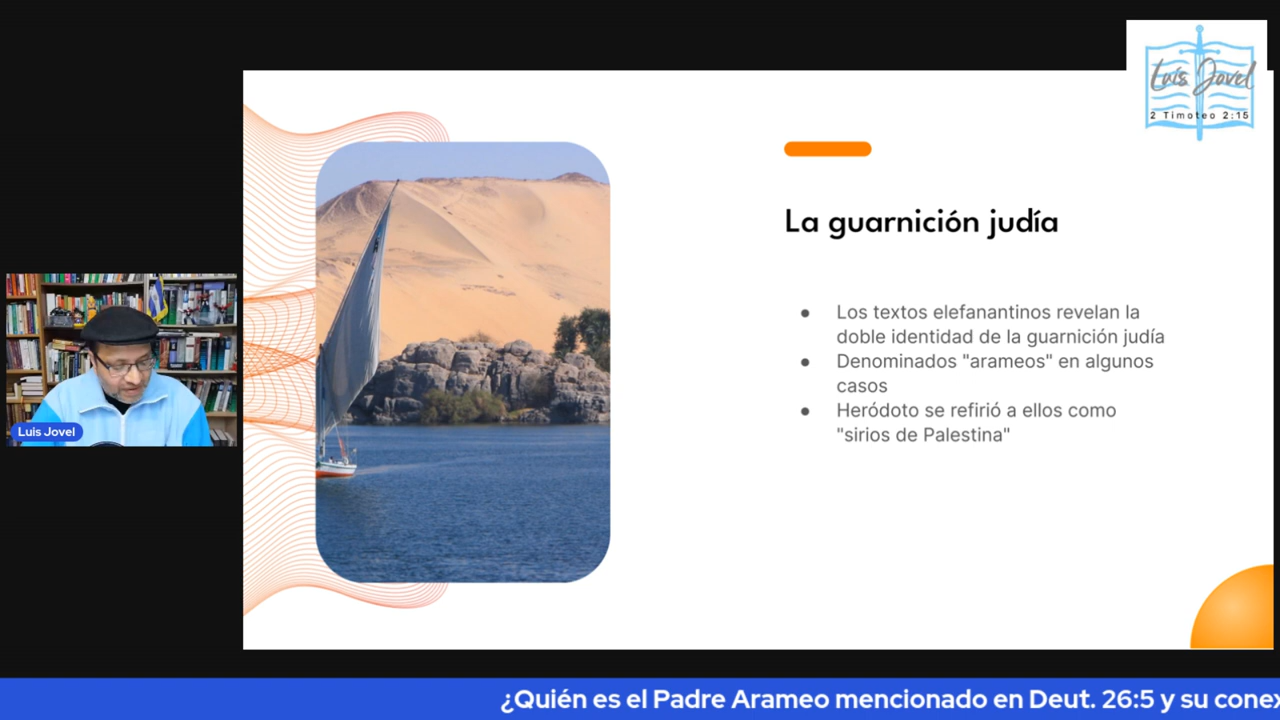 Luis Jovel
2 Timoteo 2:15
La guarnición judía
● Los textos elefanantinos revelan la
doble identidad de la guarnición judía
● Denominados "arameos" en algunos
casos
● Heródoto se refirió a ellos como
"sirios de Palestina"
Luis Jovel
¿Quién es el Padre Arameo mencionado en Deut. 26:5 y su conex